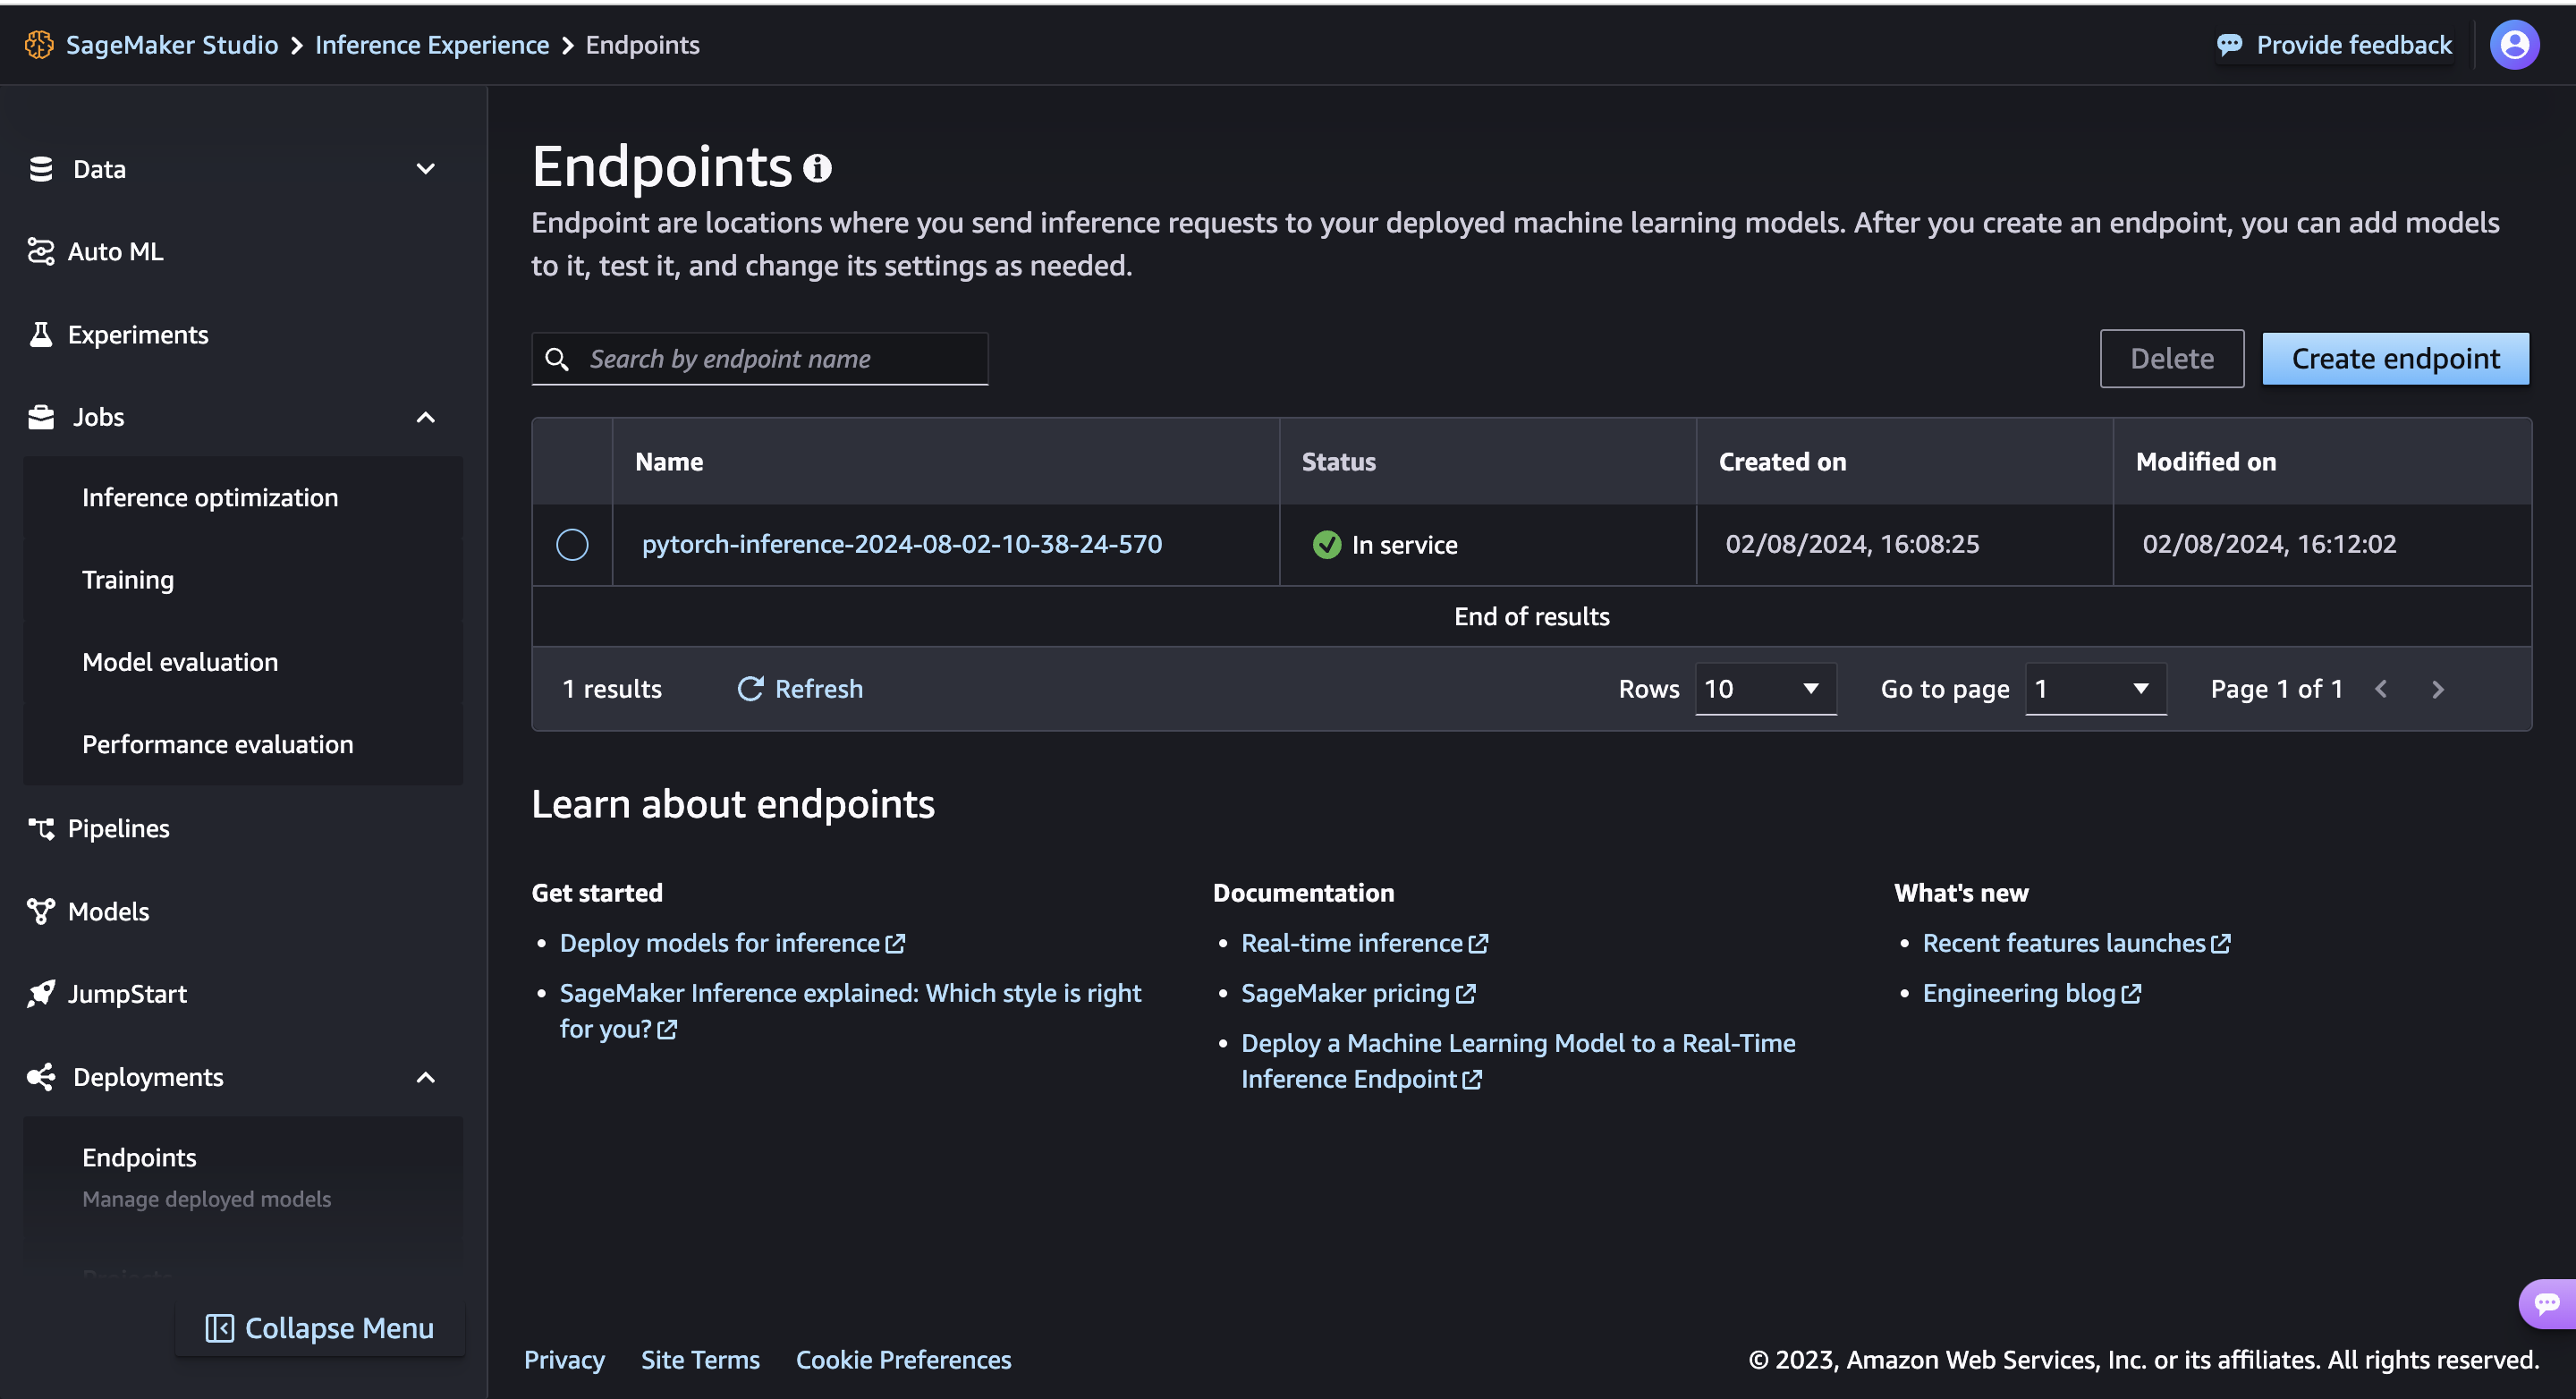 SageMaker Studio > Inference Experience > Endpoints
Provide feedback
Data
Auto ML
Experiments
Jobs
Inference optimization
Training
Model evaluation
Performance evaluation
Pipelines
Models
JumpStart
Deployments
Endpoints
Manage deployed models
Projects
Collapse Menu
Endpoints
Endpoint are locations where you send inference requests to your deployed machine learning models. After you create an endpoint, you can add models
to it, test it, and change its settings as needed.
Search by endpoint name
Delete
Create endpoint
Name Status Created on Modified on
pytorch-inference-2024-08-02-10-38-24-570 In service 02/08/2024, 16:08:25 02/08/2024, 16:12:02
End of results
1 results Refresh Rows 10 Go to page 1 Page 1 of 1
Learn about endpoints
Get started
Deploy models for inference
SageMaker Inference explained: Which style is right
for you?
Documentation
Real-time inference
SageMaker pricing
Deploy a Machine Learning Model to a Real-Time
Inference Endpoint
What's new
Recent features launches
Engineering blog
Privacy Site Terms Cookie Preferences
© 2023, Amazon Web Services, Inc. or its affiliates. All rights reserved.